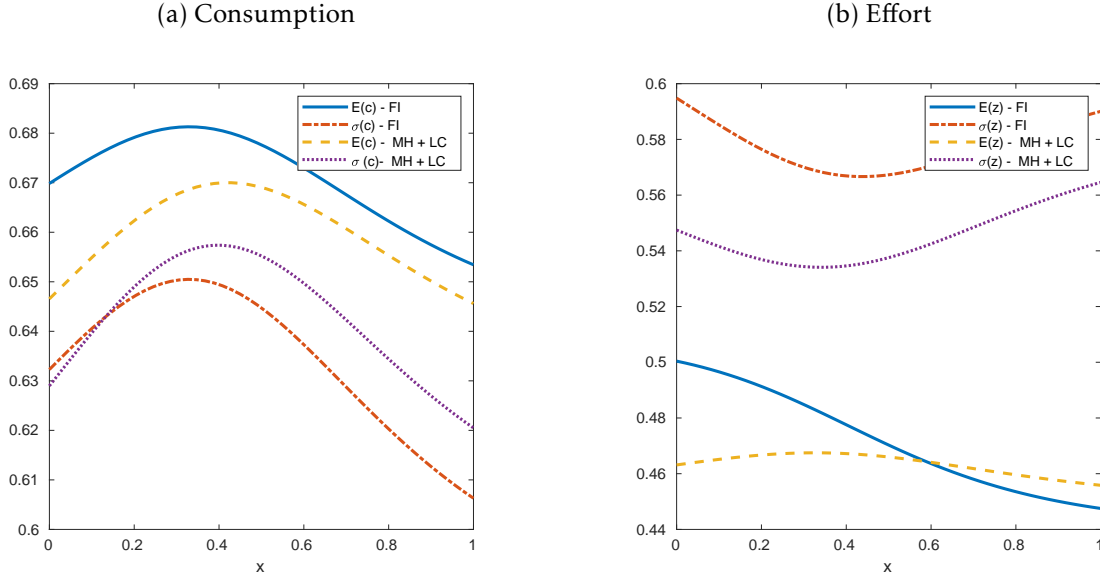 (a) Consumption
0.69
0.68
0.67
0.66
0.65
0.64
0.63
0.62
0.61
0.6
0 0.2 0.4 0.6 0.8 1
x
E(c) - FI
σ(c) - FI
E(c) - MH + LC
σ (c)- MH + LC
(b) Effort
0.6
0.58
0.56
0.54
0.52
0.5
0.48
0.46
0.44
0 0.2 0.4 0.6 0.8 1
x
E(z) - FI
σ(z) - FI
E(z) - MH + LC
σ(z) - MH + LC